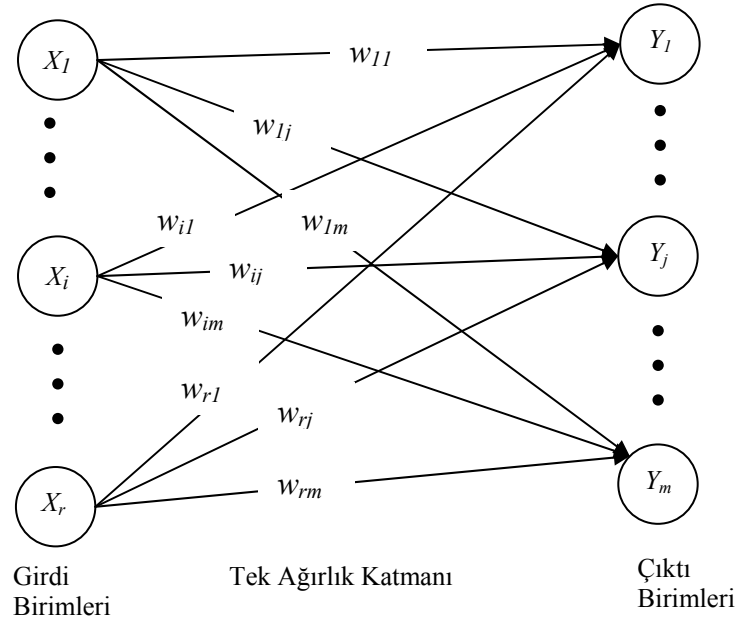 X1
w11
Y1
w1j
wi1
w1m
Xi
wij
Yj
wim
wr1
wrj
Xr
wrm
Ym
Girdi
Birimleri
Tek Ağırlık Katmanı
Çıktı
Birimleri